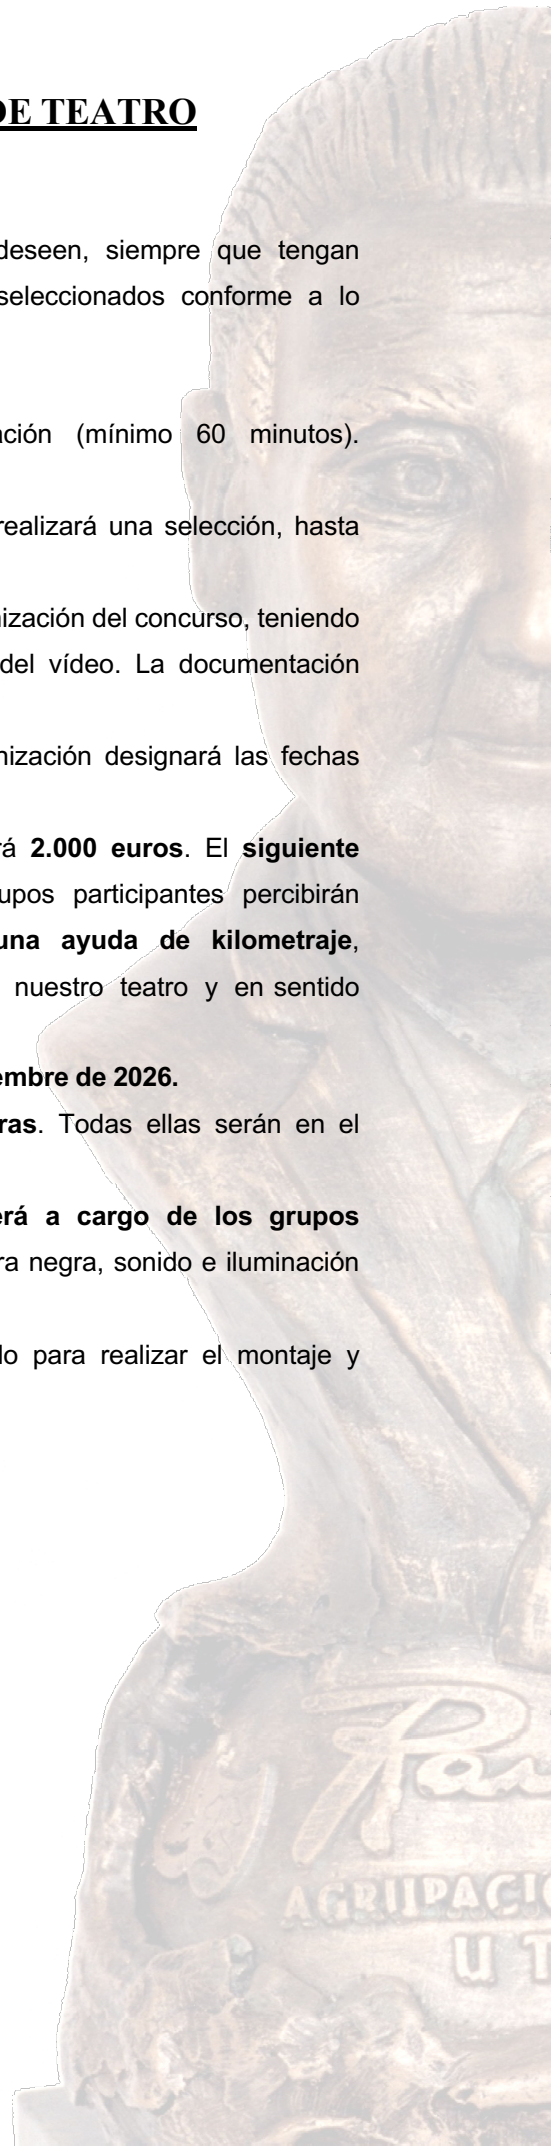 DE TEATRO
deseen, siempre que tengan
seleccionados conforme a lo
ación (mínimo 60 minutos).
realizará una selección, hasta
nización del concurso, teniendo
del vídeo. La documentación
nización designará las fechas
rá 2.000 euros. El siguiente
upos participantes percibirán
una ayuda de kilometraje,
nuestro teatro y en sentido
embre de 2026.
ras. Todas ellas serán en el
erá a cargo de los grupos
ra negra, sonido e iluminación
do para realizar el montaje y
AGRUPACI
U T